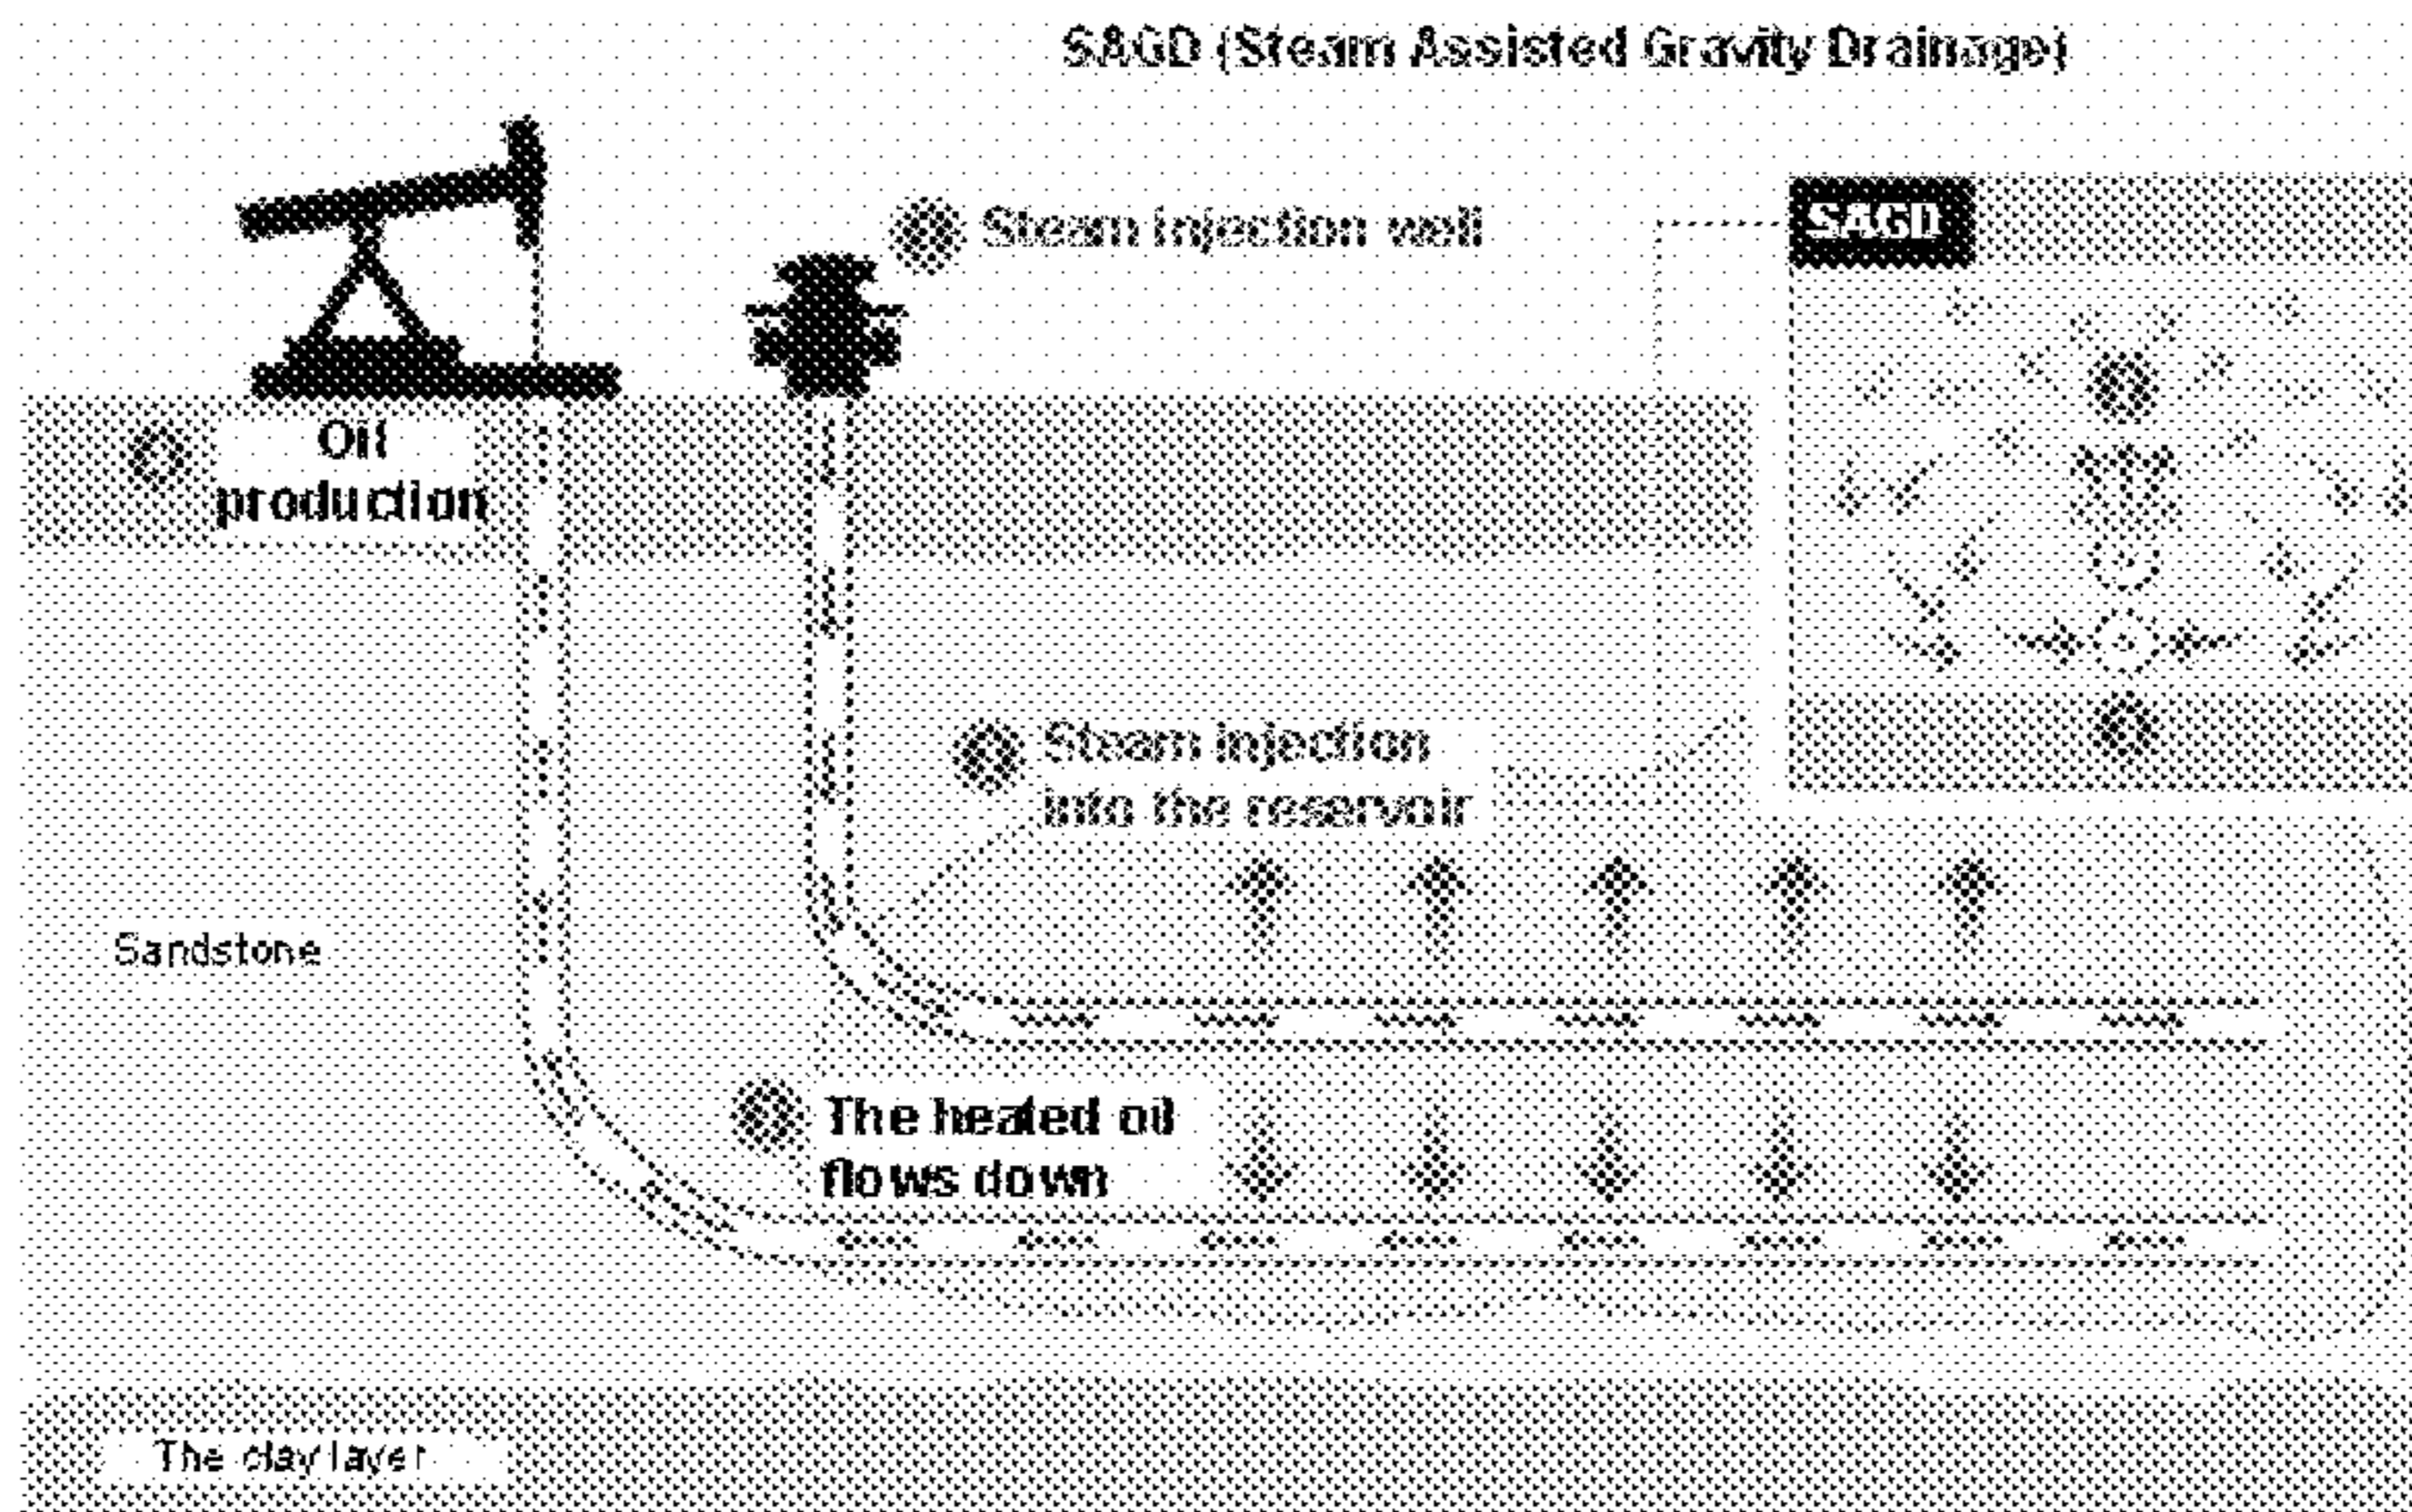 SAGD (Steam Assisted Gravity Drainage)
Steam injection well
SAGD
Oil
production
Steam injection
into the reservoir
Sandstone
The heated oil
flows down
The clay layer